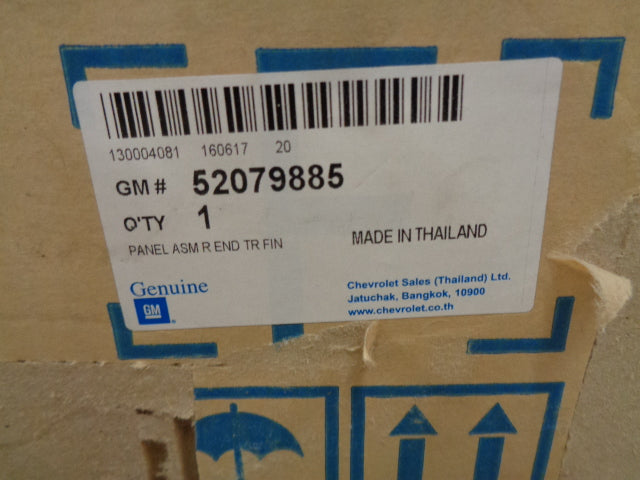 130004081 160617 20
GM # 52079885
Q'TY 1
PANEL ASM R END TR FIN
MADE IN THAILAND
Genuine
GM
Chevrolet Sales (Thailand) Ltd.
Jatuchak, Bangkok, 10900
www.chevrolet.co.th